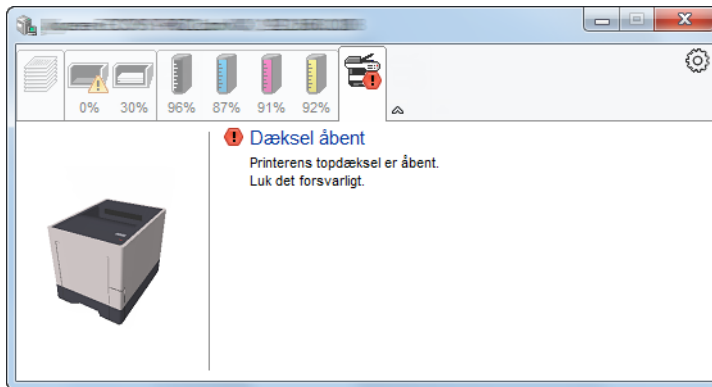 0% 30% 96% 87% 91% 92%
Dæksel åbent
Printerens topdæksel er åbent.
Luk det forsvarligt.